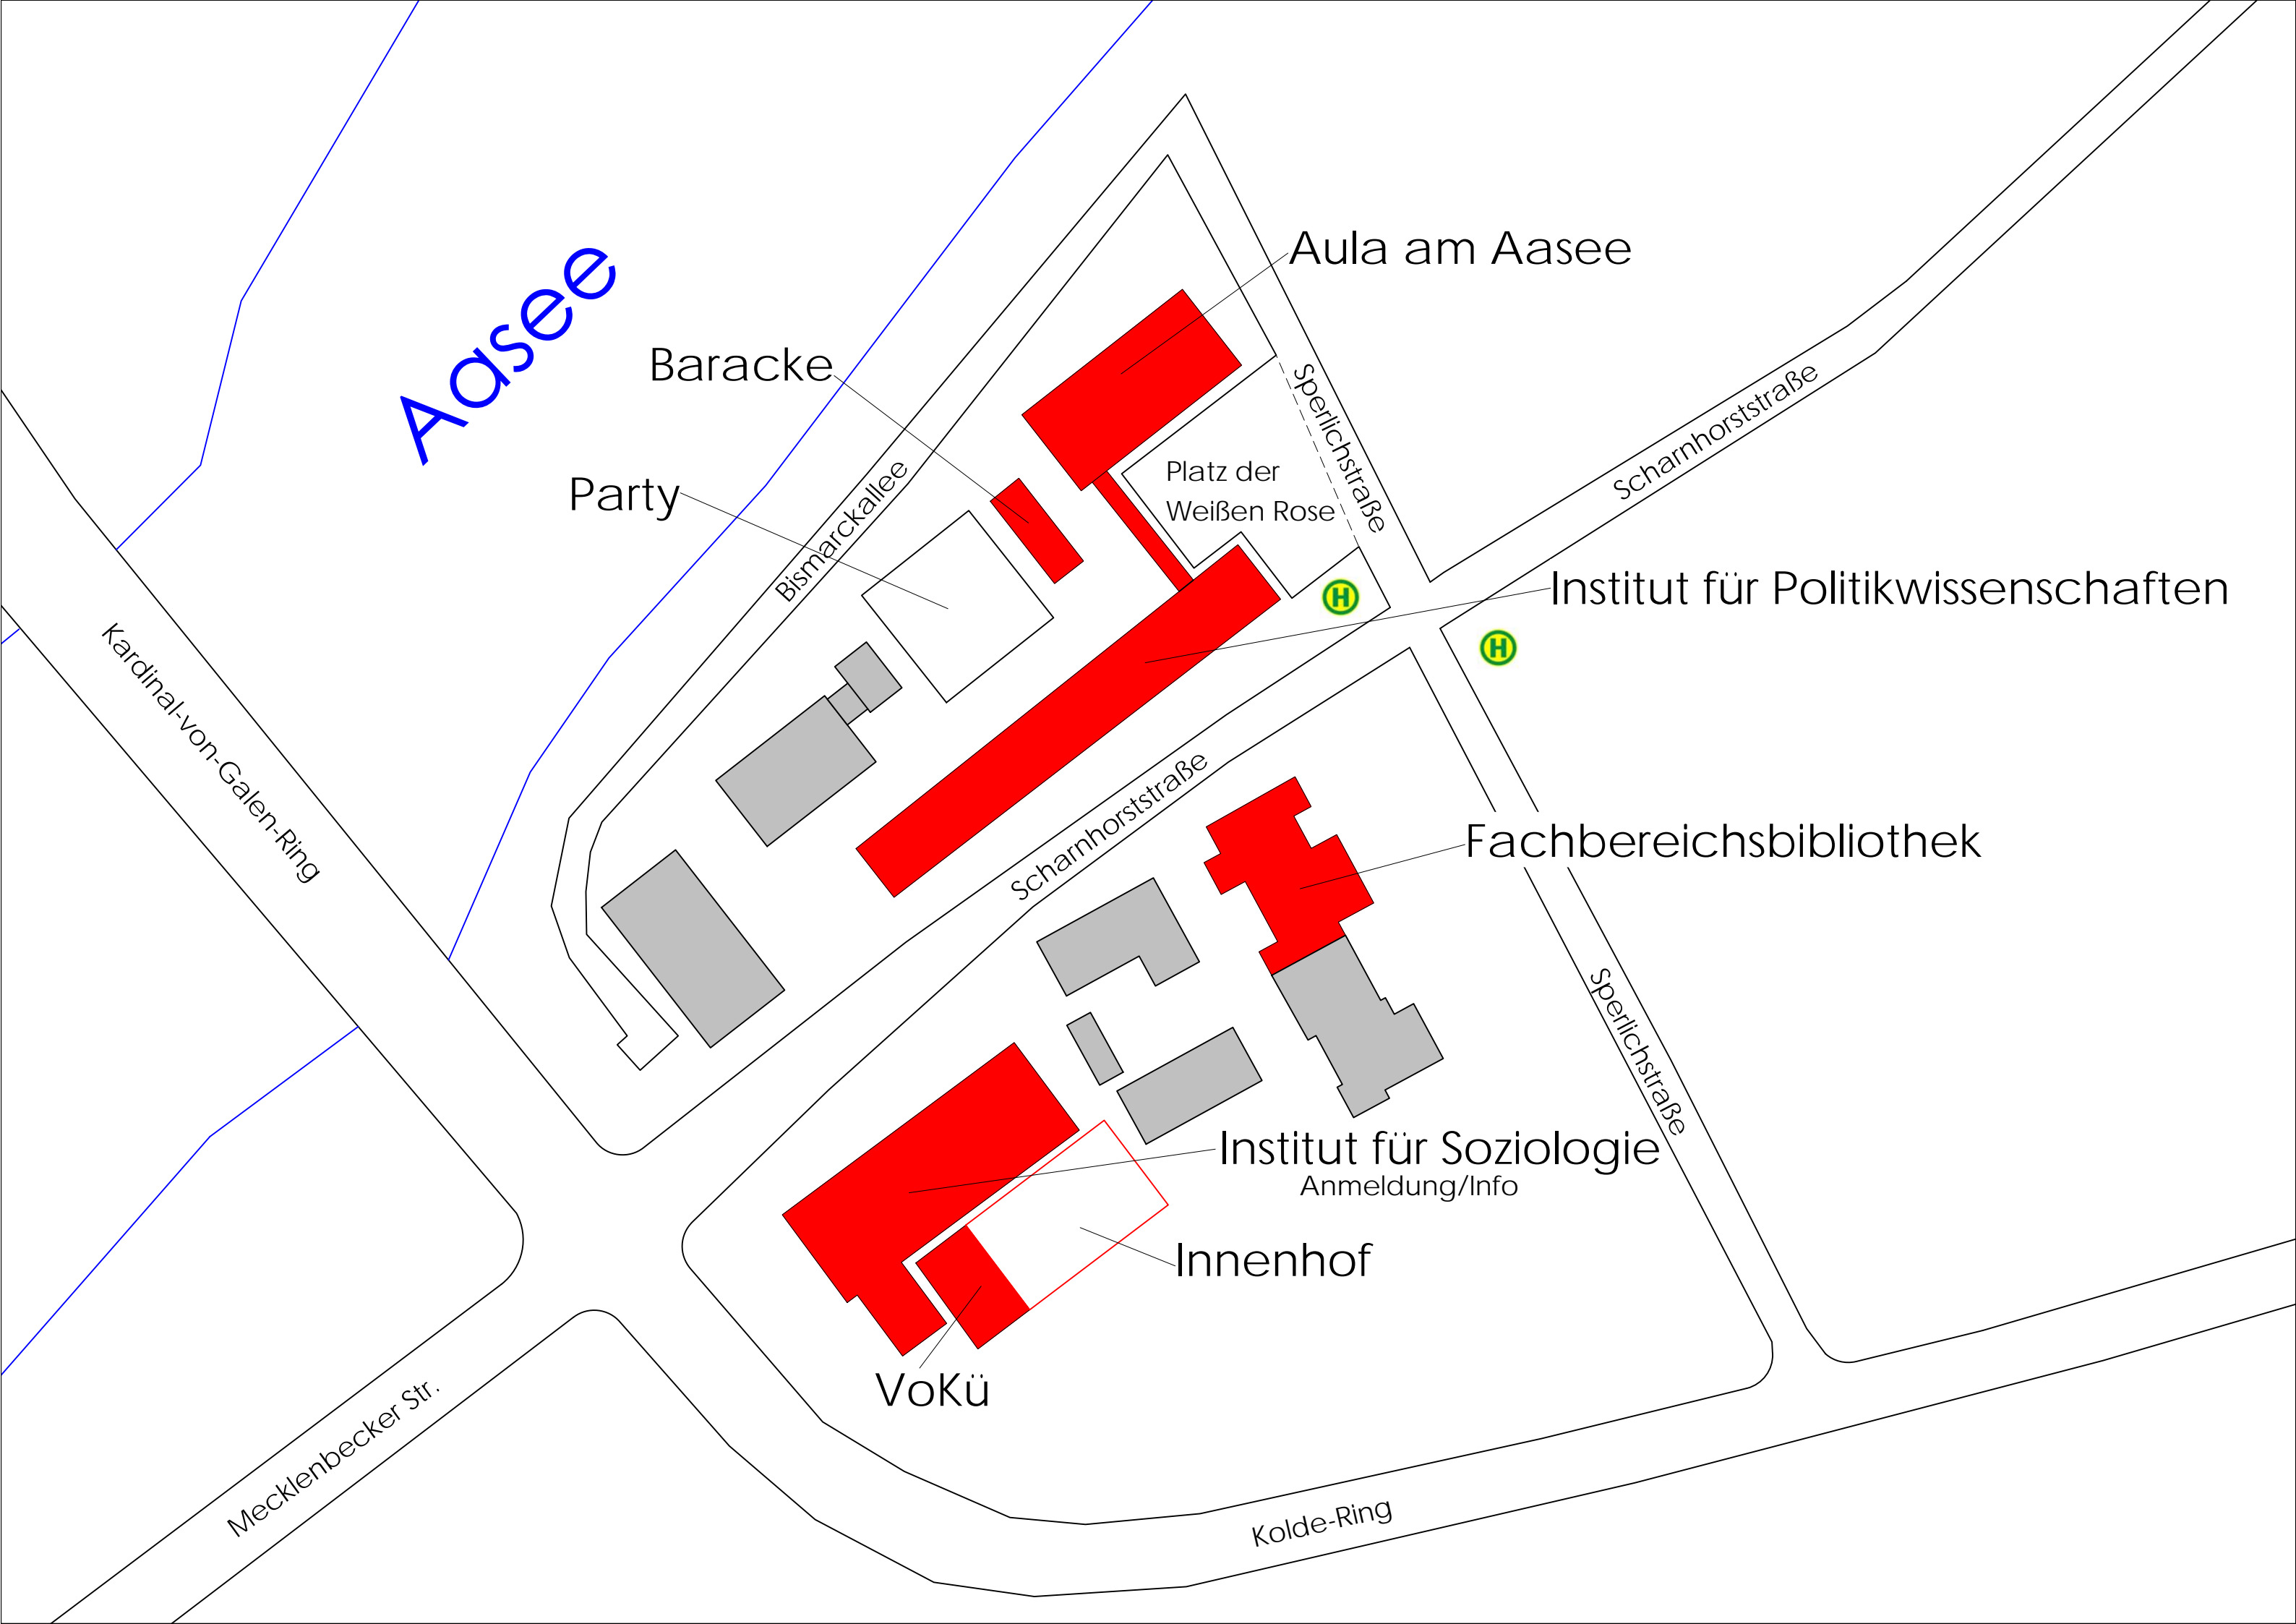 Aula am Aasee
Aasee
Baracke
Sperlichstraße
Scharnhorststraße
Platz der
Weißen Rose
Party
Bismarckallee
H
Institut für Politikwissenschaften
H
Kardinal-von-Galen-Ring
Scharnhorststraße
Fachbereichsbibliothek
Sperlichstraße
Institut für Soziologie
Anmeldung/Info
Innenhof
VoKü
Mecklenbecker Str.
Kolde-Ring